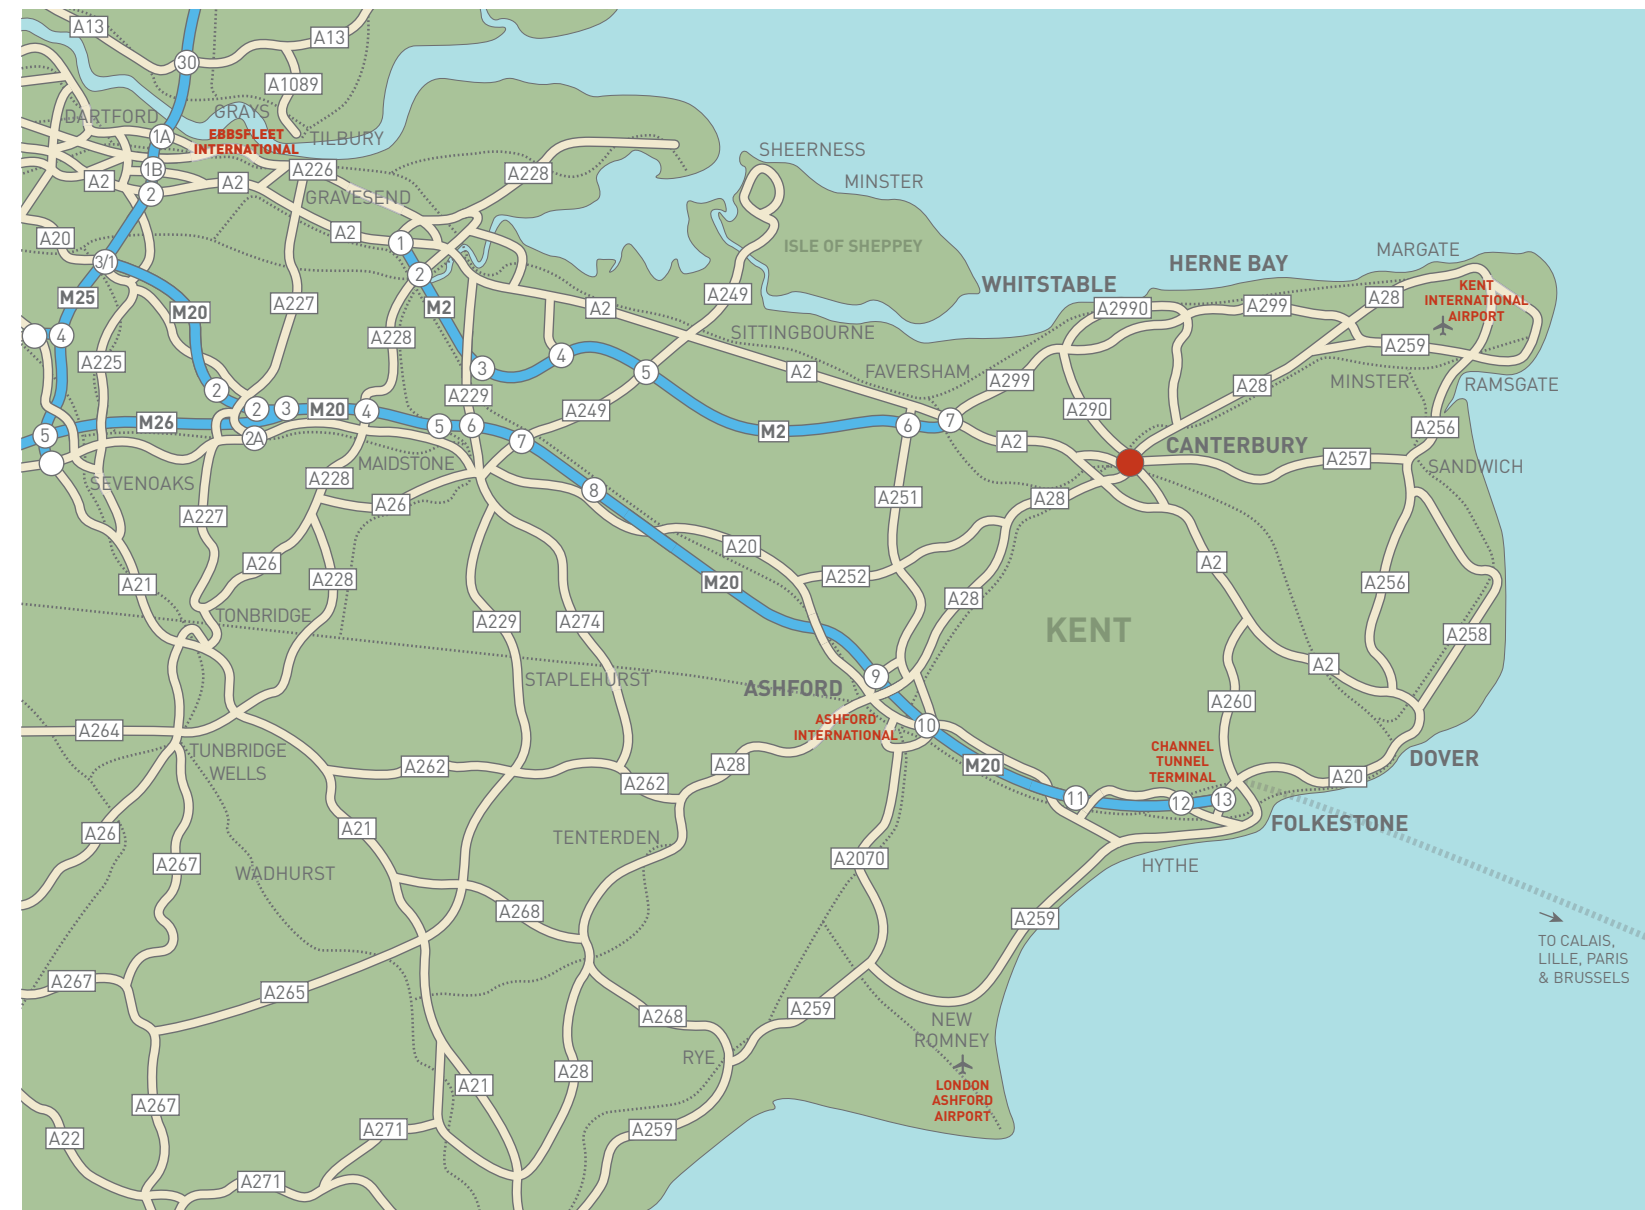 A13
A13
30
A1089
DARTFORD
GRAYS
1A
EBBSFLEET
INTERNATIONAL
TILBURY
SHEERNESS
1B
A226
A228
MINSTER
A2
A2
2
GRAVESEND
A20
A2
1
ISLE OF SHEPPEY
MARGATE
3/1
2
HERNE BAY
WHITSTABLE
KENT
INTERNATIONAL
AIRPORT
M25
M20
A227
M2
A249
A2
A2990
A299
A28
4
A228
SITTINGBOURNE
A259
A225
3
4
5
A2
FAVERSHAM
A299
A28
MINSTER
RAMSGATE
2
A229
2
3
M20
4
A249
A290
M26
5
6
7
M2
6
7
A2
A256
5
2A
CANTERBURY
MAIDSTONE
A257
SANDWICH
SEVENOAKS
A228
8
A26
A251
A28
A227
A20
A26
A2
A21
A228
M20
A252
A256
A28
TONBRIDGE
A229
A274
KENT
A258
A2
STAPLEHURST
ASHFORD
9
A260
A264
ASHFORD
INTERNATIONAL
10
TUNBRIDGE
WELLS
CHANNEL
TUNNEL
TERMINAL
DOVER
A262
A28
M20
A20
A262
11
12
13
A26
A21
TENTERDEN
FOLKESTONE
A267
WADHURST
A2070
HYTHE
A268
A259
TO CALAIS,
LILLE, PARIS
& BRUSSELS
A267
A265
A268
A259
NEW
ROMNEY
RYE
A28
A21
LONDON
ASHFORD
AIRPORT
A267
A22
A271
A259
A271